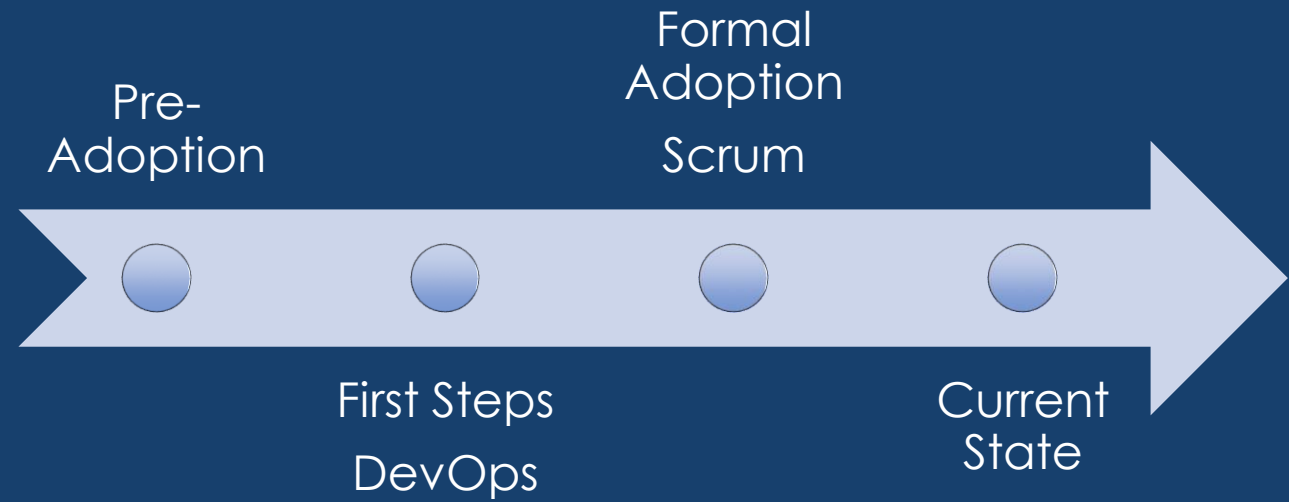 Pre-
Adoption
First Steps
DevOps
Formal
Adoption
Scrum
Current
State